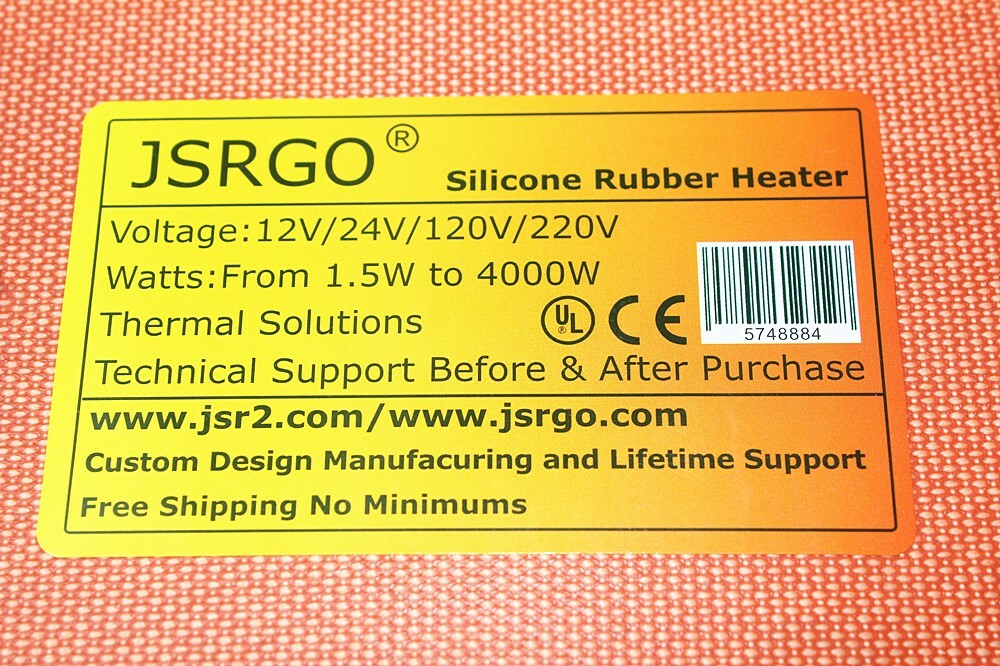 JSRGO®
Silicone Rubber Heater
Voltage:12V/24V/120V/220V
Watts:From 1.5W to 4000W
Thermal Solutions
UL® CE
5748884
Technical Support Before & After Purchase
www.jsr2.com/www.jsrgo.com
Custom Design Manufacuring and Lifetime Support
Free Shipping No Minimums